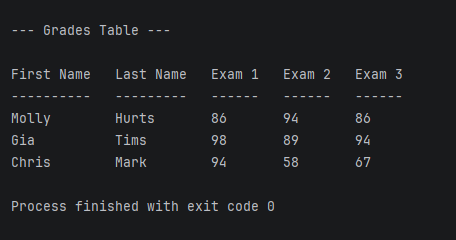 --- Grades Table ---
First Name   Last Name   Exam 1   Exam 2   Exam 3
----------   ---------   ------   ------   ------
Molly        Hurts       86       94       86
Gia          Tims        98       89       94
Chris        Mark        94       58       67
Process finished with exit code 0